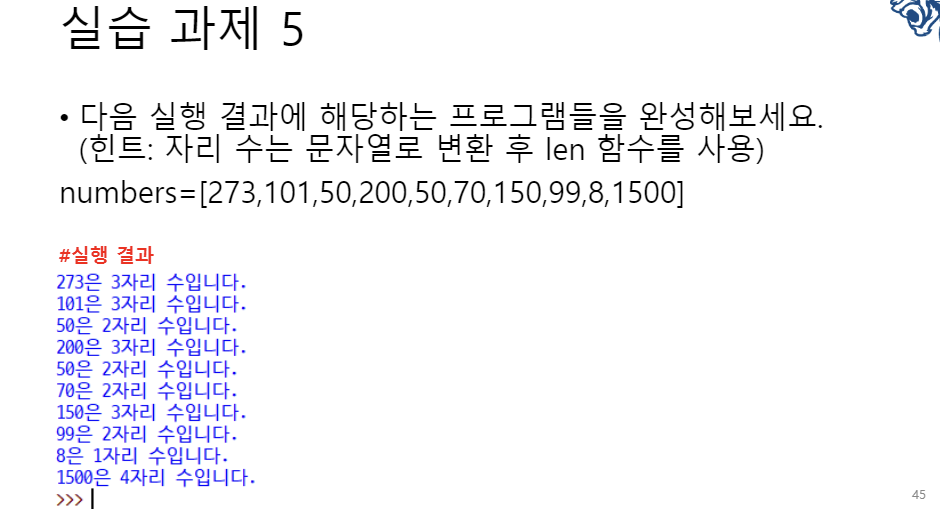 실습 과제 5
• 다음 실행 결과에 해당하는 프로그램들을 완성해보세요.
(힌트: 자리 수는 문자열로 변환 후 len 함수를 사용)
numbers=[273,101,50,200,50,70,150,99,8,1500]
#실행 결과
273은 3자리 수입니다.
101은 3자리 수입니다.
50은 2자리 수입니다.
200은 3자리 수입니다.
50은 2자리 수입니다.
70은 2자리 수입니다.
150은 3자리 수입니다.
99은 2자리 수입니다.
8은 1자리 수입니다.
1500은 4자리 수입니다.
>>>
45